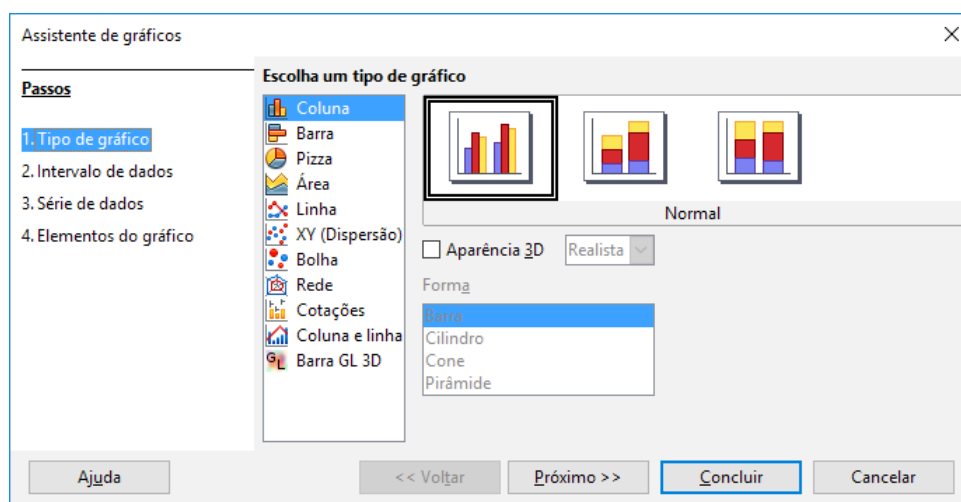 Assistente de gráficos
Passos
1. Tipo de gráfico
2. Intervalo de dados
3. Série de dados
4. Elementos do gráfico
Escolha um tipo de gráfico
Coluna
Barra
Pizza
Área
Linha
XY (Dispersão)
Bolha
Rede
Cotações
Coluna e linha
GL Barra GL 3D
Normal
Aparência 3D Realista
Forma
Barra
Cilindro
Cone
Pirâmide
Ajuda << Voltar Próximo >> Concluir Cancelar